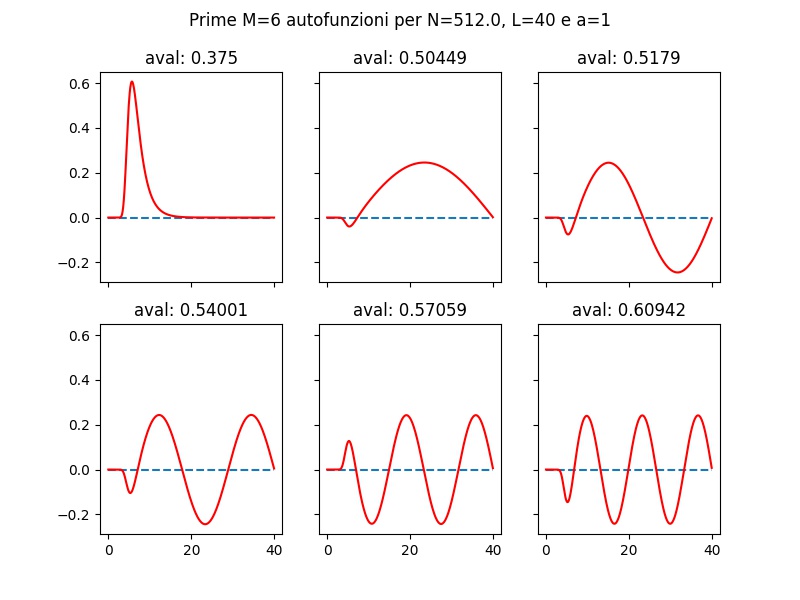 Prime M=6 autofunzioni per N=512.0, L=40 e a=1
aval: 0.375
aval: 0.50449
aval: 0.5179
0.6
0.4
0.2
0.0
−0.2
aval: 0.54001
aval: 0.57059
aval: 0.60942
0.6
0.4
0.2
0.0
−0.2
0 20 40
0 20 40
0 20 40